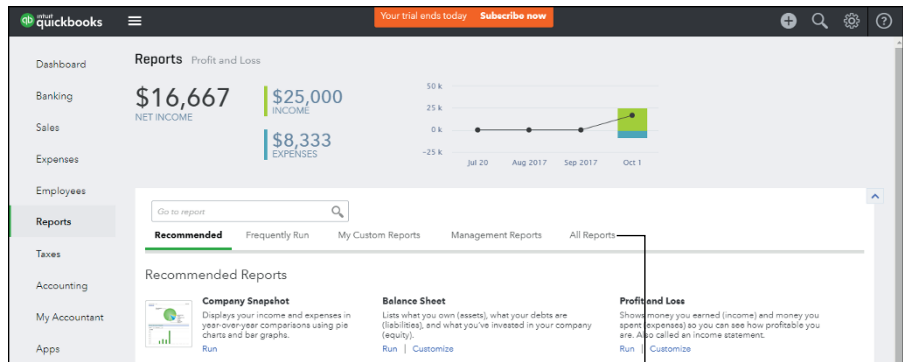 qb intuit quickbooks
Your trial ends today Subscribe now
?
Dashboard
Banking
Sales
Expenses
Employees
Reports
Taxes
Accounting
My Accountant
Apps
Reports Profit and Loss
$16,667
NET INCOME
$25,000
INCOME
$8,333
EXPENSES
50 k
25 k
0 k
-25 k
Jul 20 Aug 2017 Sep 2017 Oct 1
Go to report
Recommended Frequently Run My Custom Reports Management Reports All Reports
Recommended Reports
Company Snapshot
Displays your income and expenses in
year-over-year comparisons using pie
charts and bar graphs.
Run
Balance Sheet
Lists what you own (assets), what your debts are
(liabilities), and what you've invested in your company
(equity).
Run | Customize
Profit and Loss
Shows money you earned (income) and money you
spent (expenses) so you can see how profitable you
are. Also called an income statement.
Run | Customize